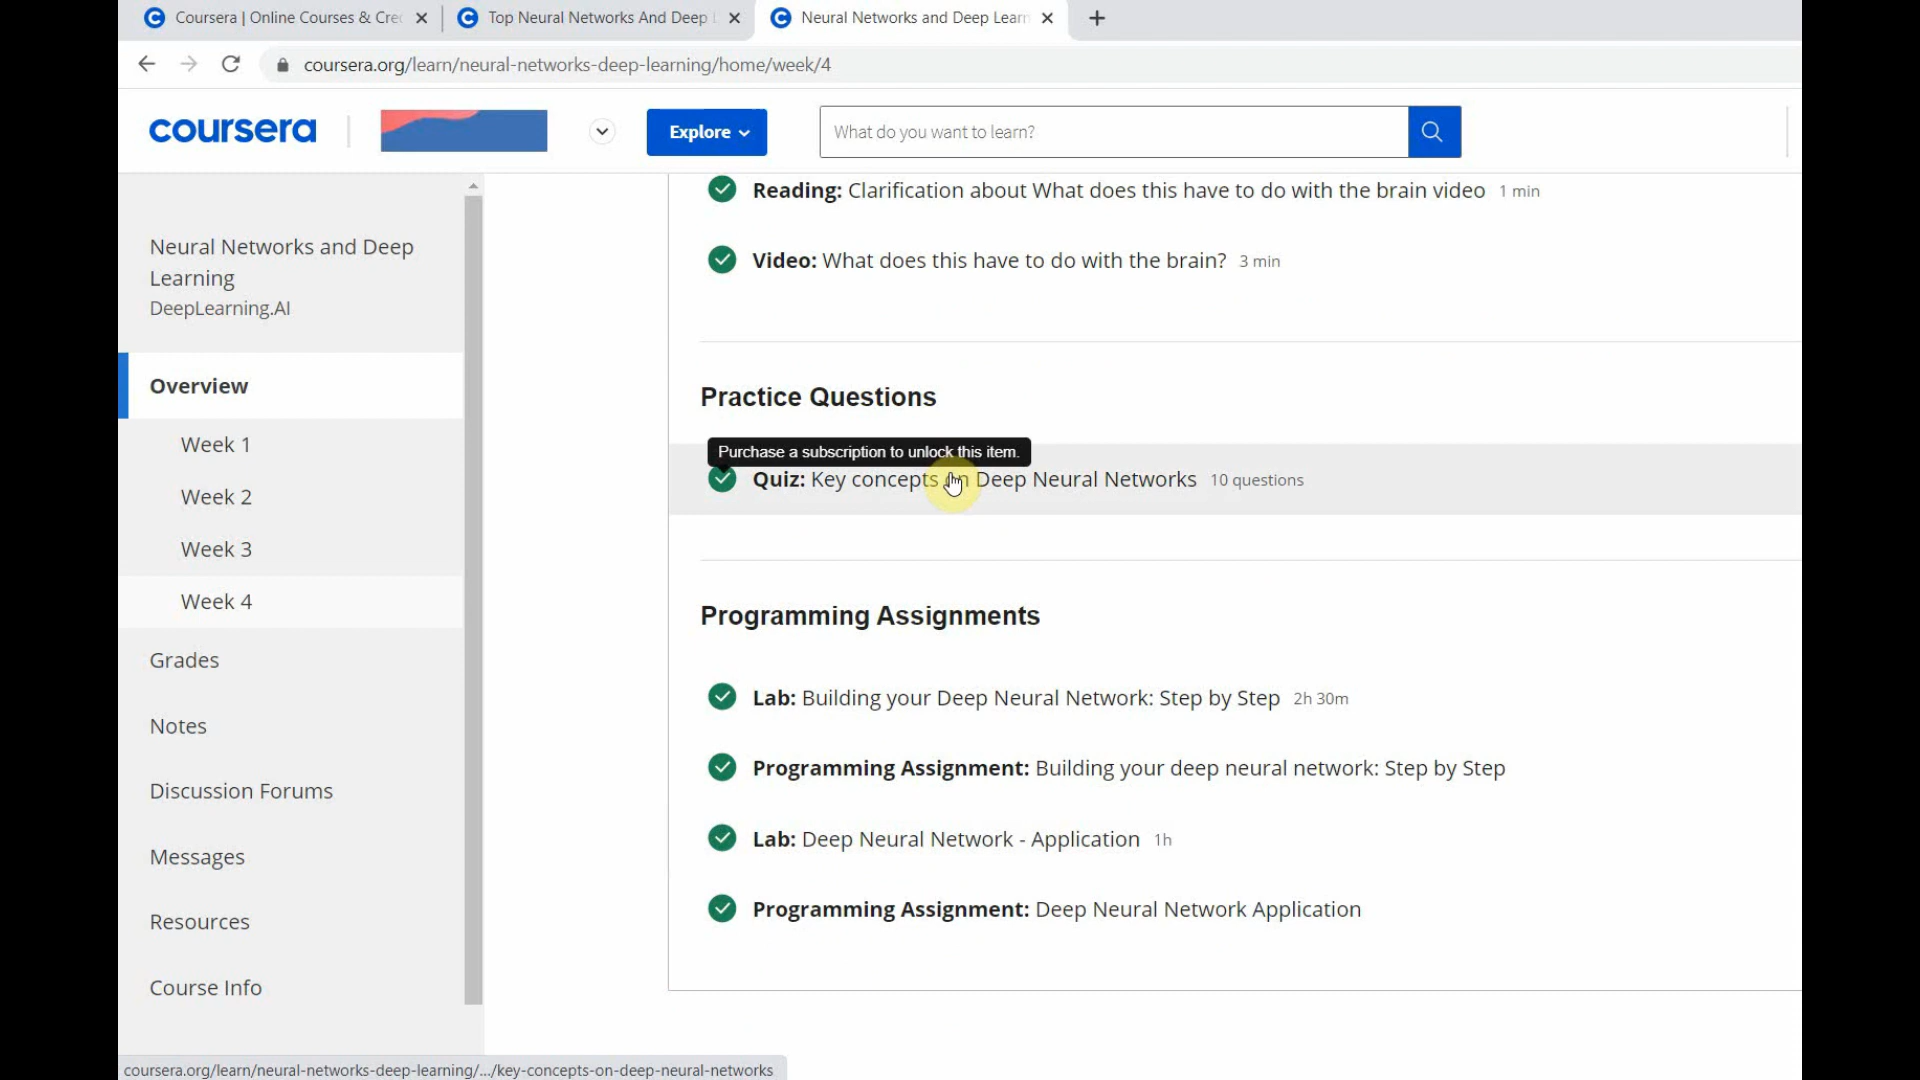 Coursera | Online Courses & Cre
Top Neural Networks And Deep L
Neural Networks and Deep Learn
coursera.org/learn/neural-networks-deep-learning/home/week/4
coursera
Explore
What do you want to learn?
Neural Networks and Deep
Learning
DeepLearning.AI
Overview
Week 1
Week 2
Week 3
Week 4
Grades
Notes
Discussion Forums
Messages
Resources
Course Info
Reading: Clarification about What does this have to do with the brain video 1 min
Video: What does this have to do with the brain? 3 min
Practice Questions
Purchase a subscription to unlock this item.
Quiz: Key concepts on Deep Neural Networks 10 questions
Programming Assignments
Lab: Building your Deep Neural Network: Step by Step 2h 30m
Programming Assignment: Building your deep neural network: Step by Step
Lab: Deep Neural Network - Application 1h
Programming Assignment: Deep Neural Network Application
coursera.org/learn/neural-networks-deep-learning/.../key-concepts-on-deep-neural-networks